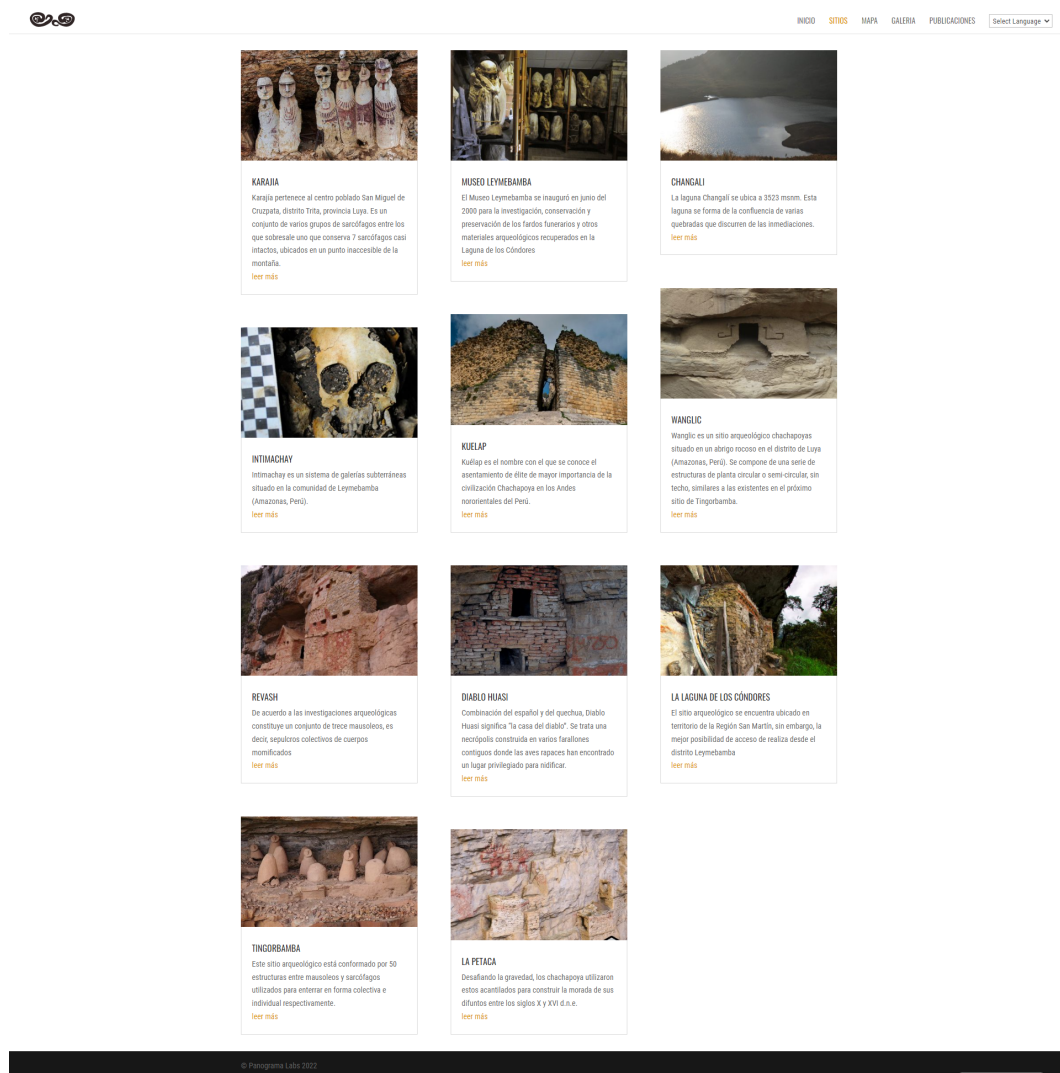 INICIO SITIOS MAPA GALERIA PUBLICACIONES Select Language
KARAJIA
Karajía pertenece al centro poblado San Miguel de
Cruzpata, distrito Trita, provincia Luya. Es un
conjunto de varios grupos de sarcófagos entre los
que sobresale uno que conserva 7 sarcófagos casi
intactos, ubicados en un punto inaccesible de la
montaña.
leer más
MUSEO LEYMEBAMBA
El Museo Leymebamba se inauguró en junio del
2000 para la investigación, conservación y
preservación de los fardos funerarios y otros
materiales arqueológicos recuperados en la
Laguna de los Cóndores
leer más
CHANGALI
La laguna Changalí se ubica a 3523 msnm. Esta
laguna se forma de la confluencia de varias
quebradas que discurren de las inmediaciones.
leer más
INTIMACHAY
Intimachay es un sistema de galerías subterráneas
situado en la comunidad de Leymebamba
(Amazonas, Perú).
leer más
KUELAP
Kuélap es el nombre con el que se conoce el
asentamiento de élite de mayor importancia de la
civilización Chachapoya en los Andes
nororientales del Perú.
leer más
WANGLIC
Wanglic es un sitio arqueológico chachapoyas
situado en un abrigo rocoso en el distrito de Luya
(Amazonas, Perú). Se compone de una serie de
estructuras de planta circular o semi-circular, sin
techo, similares a las existentes en el próximo
sitio de Tingorbamba.
leer más
REVASH
De acuerdo a las investigaciones arqueológicas
constituye un conjunto de trece mausoleos, es
decir, sepulcros colectivos de cuerpos
momificados
leer más
DIABLO HUASI
Combinación del español y del quechua, Diablo
Huasi significa "la casa del diablo". Se trata una
necrópolis construida en varios farallones
contiguos donde las aves rapaces han encontrado
un lugar privilegiado para nidificar.
leer más
LA LAGUNA DE LOS CÓNDORES
El sitio arqueológico se encuentra ubicado en
territorio de la Región San Martín, sin embargo, la
mejor posibilidad de acceso de realiza desde el
distrito Leymebamba
leer más
TINGORBAMBA
Este sitio arqueológico está conformado por 50
estructuras entre mausoleos y sarcófagos
utilizados para enterrar en forma colectiva e
individual respectivamente.
leer más
LA PETACA
Desafiando la gravedad, los chachapoya utilizaron
estos acantilados para construir la morada de sus
difuntos entre los siglos X y XVI d.n.e.
leer más
© Panograma Labs 2022